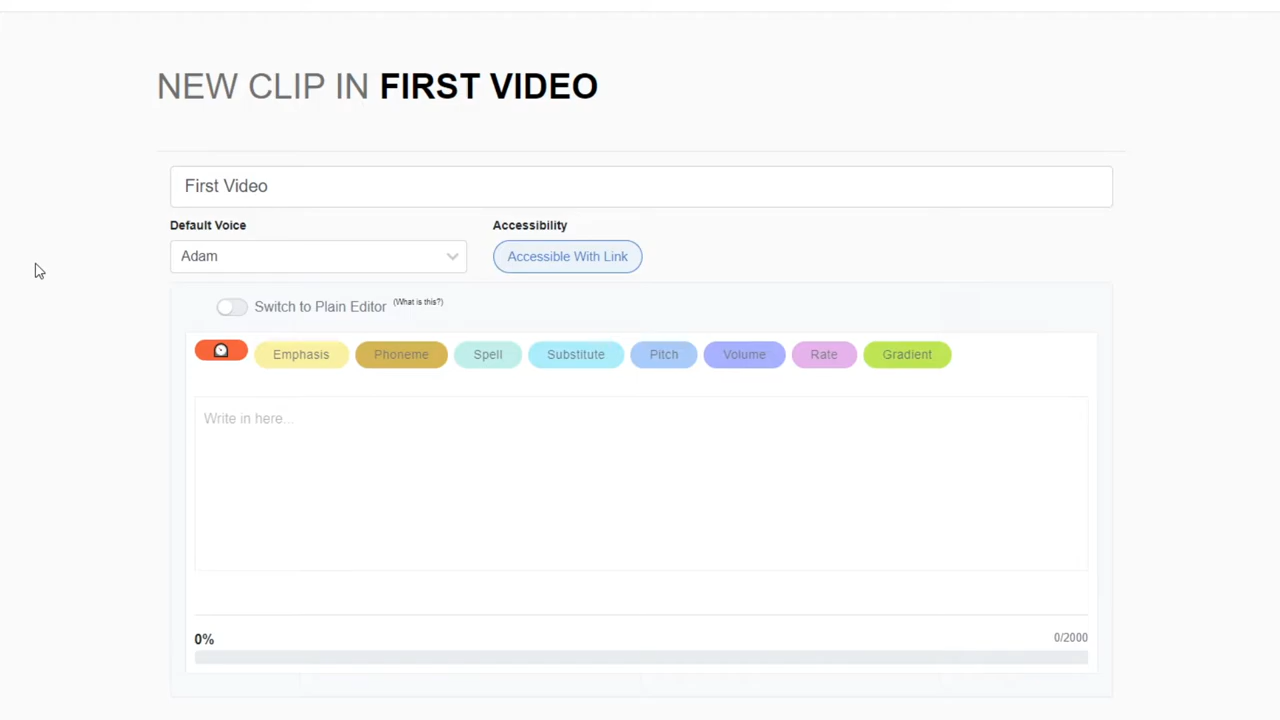 NEW CLIP IN FIRST VIDEO
First Video
Default Voice Accessibility
Adam Accessible With Link
Switch to Plain Editor (What is this?)
Emphasis Phoneme Spell Substitute Pitch Volume Rate Gradient
Write in here...
0% 0/2000